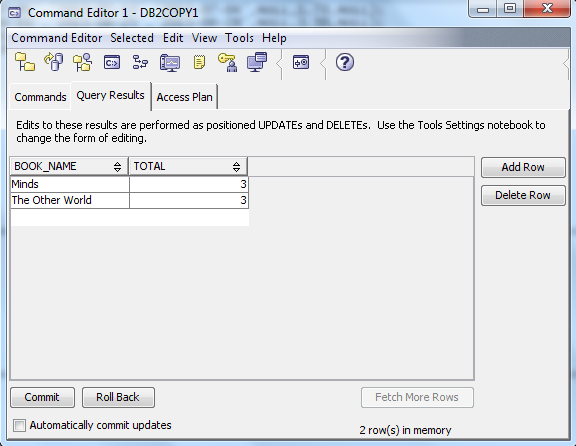 Command Editor 1 - DB2COPY1
Command Editor Selected Edit View Tools Help
Commands Query Results Access Plan
Edits to these results are performed as positioned UPDATEs and DELETEs. Use the Tools Settings notebook to
change the form of editing.
BOOK_NAME TOTAL
Minds 3
The Other World 3
Add Row
Delete Row
Commit Roll Back Fetch More Rows
Automatically commit updates
2 row(s) in memory